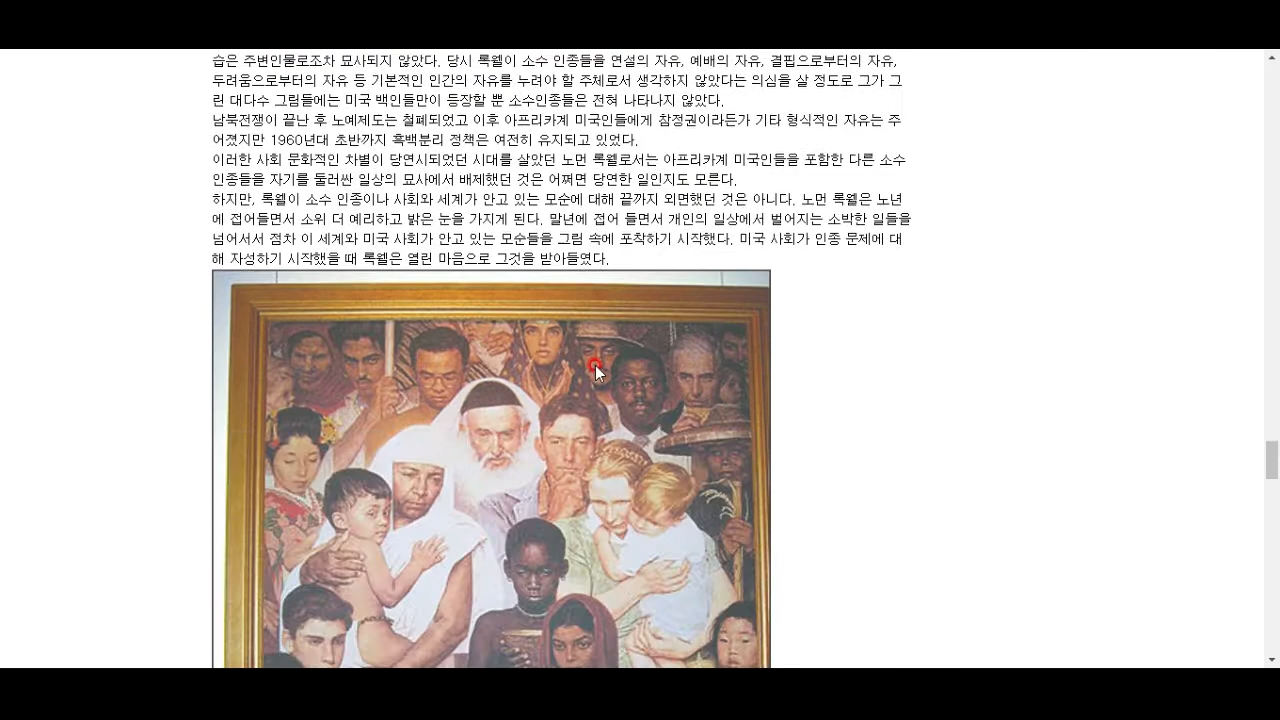 습은 주변인물로조차 묘사되지 않았다. 당시 록웰이 소수 인종들을 연설의 자유, 예배의 자유, 결핍으로부터의 자유,
두려움으로부터의 자유 등 기본적인 인간의 자유를 누려야 할 주체로서 생각하지 않았다는 의심을 살 정도로 그가 그
린 대다수 그림들에는 미국 백인들만이 등장할 뿐 소수인종들은 전혀 나타나지 않았다.
남북전쟁이 끝난 후 노예제도는 철폐되었고 이후 아프리카계 미국인들에게 참정권이라든가 기타 형식적인 자유는 주
어졌지만 1960년대 초반까지 흑백분리 정책은 여전히 유지되고 있었다.
이러한 사회 문화적인 차별이 당연시되었던 시대를 살았던 노먼 록웰로서는 아프리카계 미국인들을 포함한 다른 소수
인종들을 자기를 둘러싼 일상의 묘사에서 배제했던 것은 어쩌면 당연한 일인지도 모른다.
하지만, 록웰이 소수 인종이나 사회와 세계가 안고 있는 모순에 대해 끝까지 외면했던 것은 아니다. 노먼 록웰은 노년
에 접어들면서 소위 더 예리하고 밝은 눈을 가지게 된다. 말년에 접어 들면서 개인의 일상에서 벌어지는 소박한 일들을
넘어서서 점차 이 세계와 미국 사회가 안고 있는 모순들을 그림 속에 포착하기 시작했다. 미국 사회가 인종 문제에 대
해 자성하기 시작했을 때 록웰은 열린 마음으로 그것을 받아들였다.